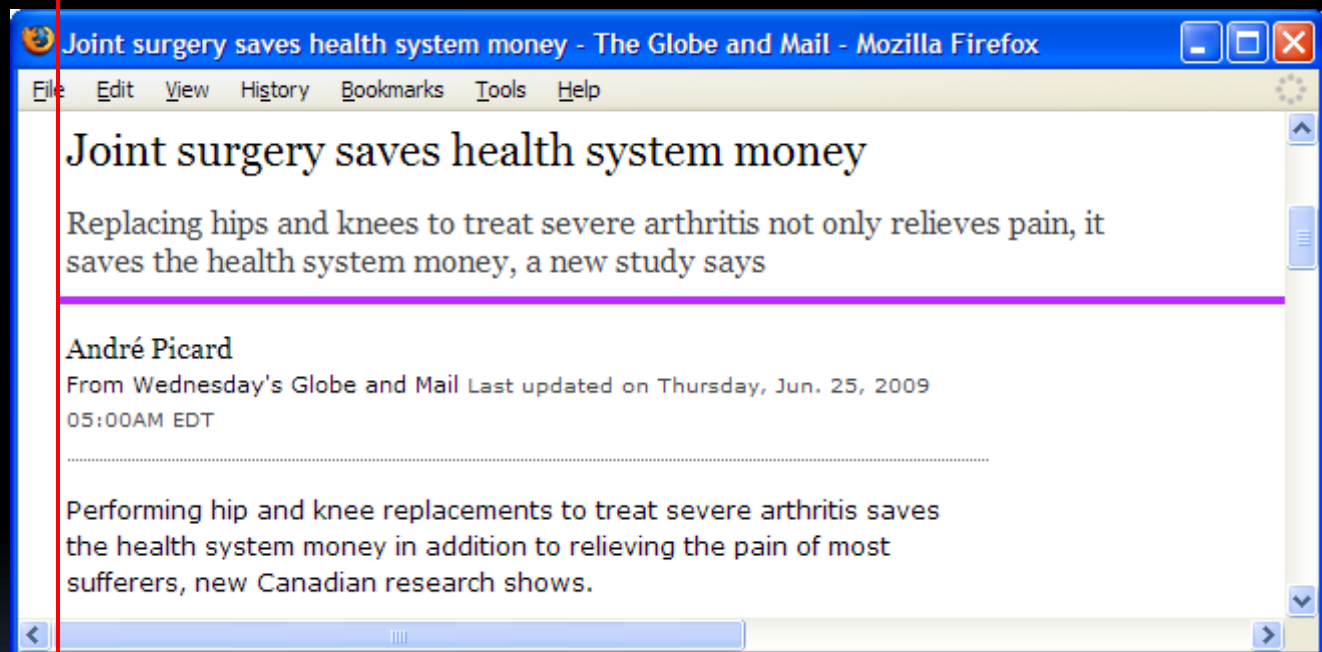 Joint surgery saves health system money - The Globe and Mail - Mozilla Firefox
File Edit View History Bookmarks Tools Help
Joint surgery saves health system money
Replacing hips and knees to treat severe arthritis not only relieves pain, it
saves the health system money, a new study says
André Picard
From Wednesday's Globe and Mail Last updated on Thursday, Jun. 25, 2009
05:00AM EDT
Performing hip and knee replacements to treat severe arthritis saves
the health system money in addition to relieving the pain of most
sufferers, new Canadian research shows.